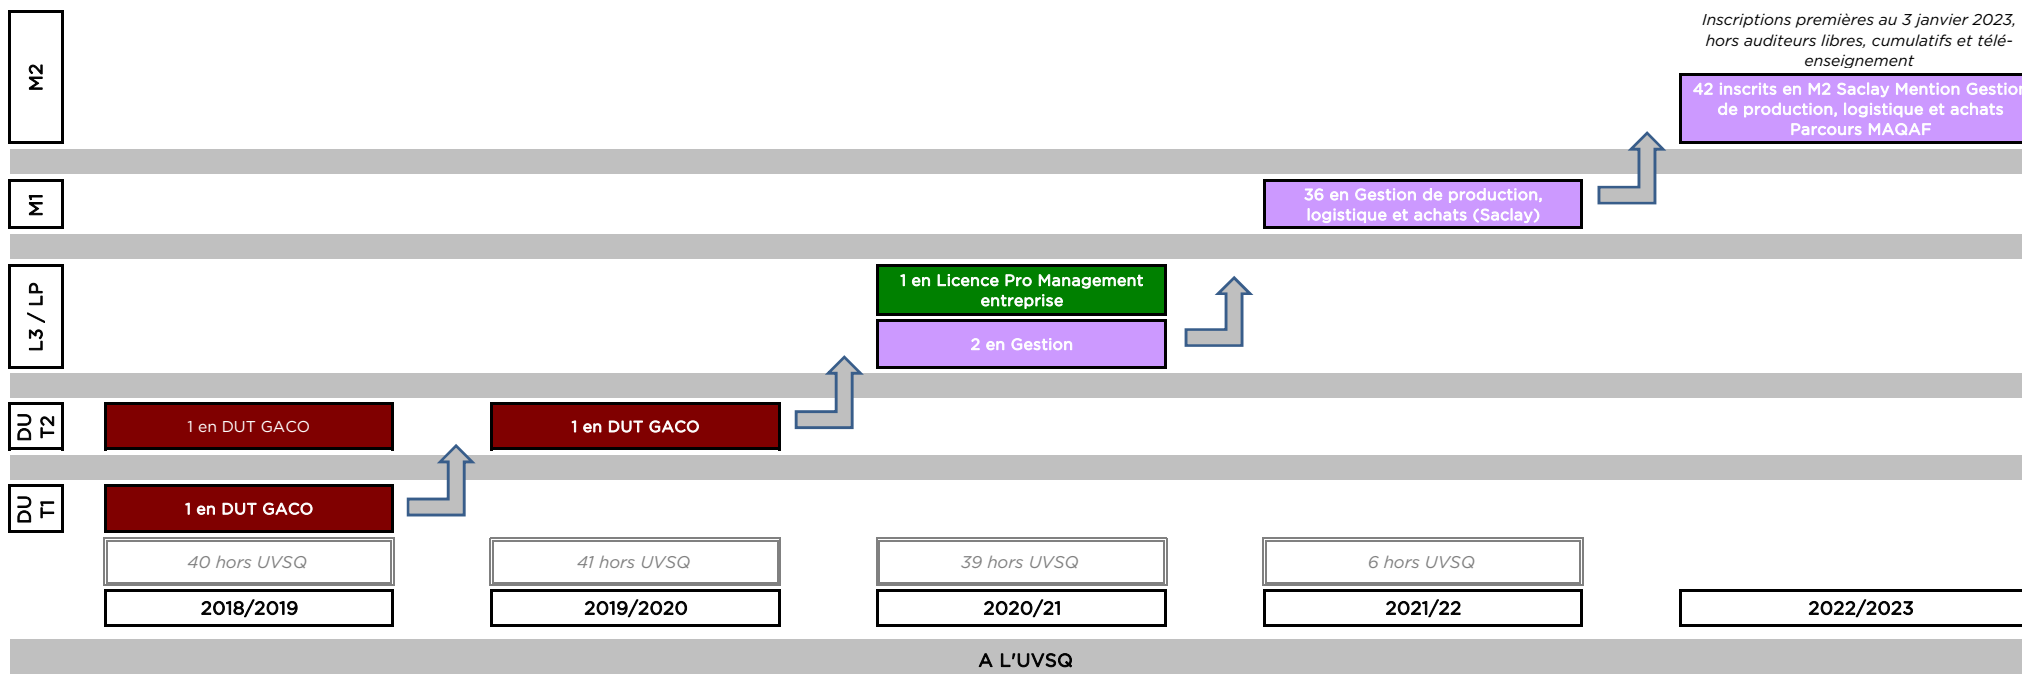 M2
Inscriptions premières au 3 janvier 2023,
hors auditeurs libres, cumulatifs et télé-
enseignement
42 inscrits en M2 Saclay Mention Gestion
de production, logistique et achats
Parcours MAQAF
M1
36 en Gestion de production,
logistique et achats (Saclay)
L3 / LP
1 en Licence Pro Management
entreprise
2 en Gestion
DU
T2
1 en DUT GACO
1 en DUT GACO
DU
T1
1 en DUT GACO
40 hors UVSQ
41 hors UVSQ
39 hors UVSQ
6 hors UVSQ
2018/2019
2019/2020
2020/21
2021/22
2022/2023
A L'UVSQ